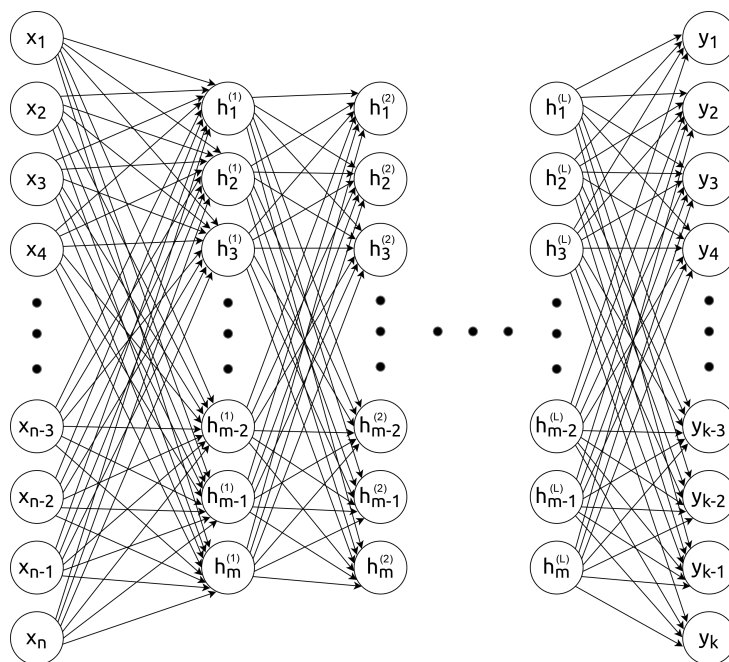 x1
x2
x3
x4
xn-3
xn-2
xn-1
xn
h1(1)
h2(1)
h3(1)
hm-2(1)
hm-1(1)
hm(1)
h1(2)
h2(2)
h3(2)
hm-2(2)
hm-1(2)
hm(2)
h1(L)
h2(L)
h3(L)
hm-2(L)
hm-1(L)
hm(L)
y1
y2
y3
y4
yk-3
yk-2
yk-1
yk